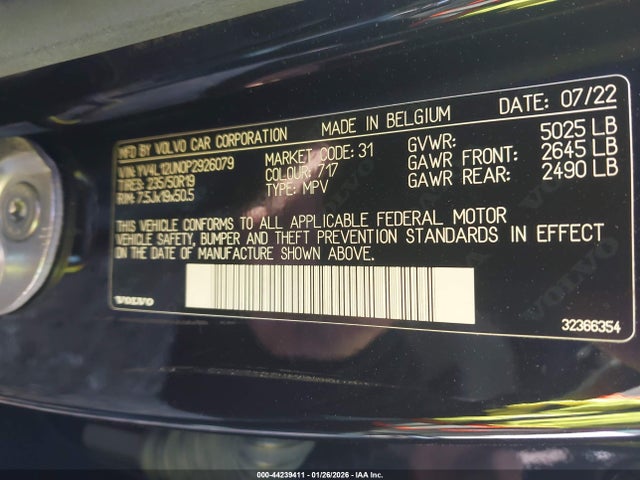 MFD BY VOLVO CAR CORPORATION MADE IN BELGIUM DATE: 07/22
VIN: YV4L12UN0P2926079 MARKET CODE: 31 GVWR: 5025 LB
TIRES: 235/50R19 COLOUR: 717 GAWR FRONT: 2645 LB
RIM: 7.5Jx19x50.5 TYPE: MPV GAWR REAR: 2490 LB
THIS VEHICLE CONFORMS TO ALL APPLICABLE FEDERAL MOTOR
VEHICLE SAFETY, BUMPER AND THEFT PREVENTION STANDARDS IN EFFECT
ON THE DATE OF MANUFACTURE SHOWN ABOVE.
VOLVO
32366354
000-44239411 - 01/26/2026 - IAA Inc.